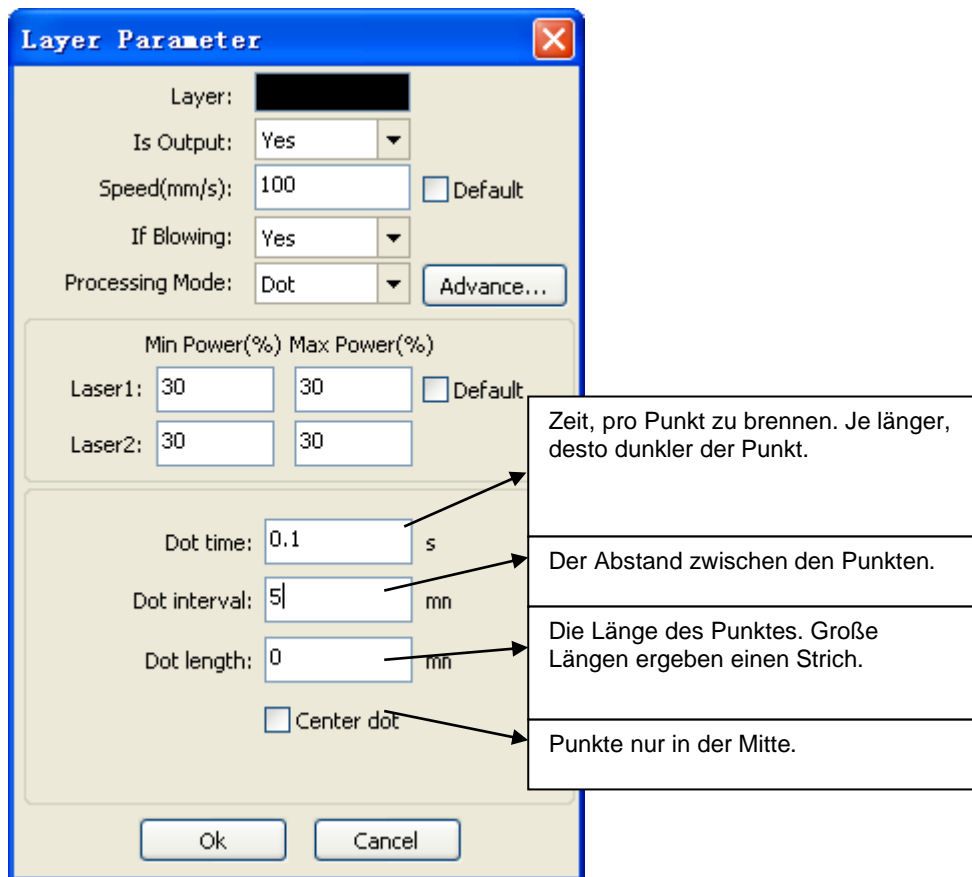 Layer Parameter
Layer:
Is Output: Yes
Speed(mm/s): 100 Default
If Blowing: Yes
Processing Mode: Dot Advance...
Min Power(%) Max Power(%)
Laser1: 30 30 Default
Laser2: 30 30
Zeit, pro Punkt zu brennen. Je länger,
desto dunkler der Punkt.
Dot time: 0.1 s
Der Abstand zwischen den Punkten.
Dot interval: 5 mn
Die Länge des Punktes. Große
Längen ergeben einen Strich.
Dot length: 0 mn
Center dot
Punkte nur in der Mitte.
Ok Cancel